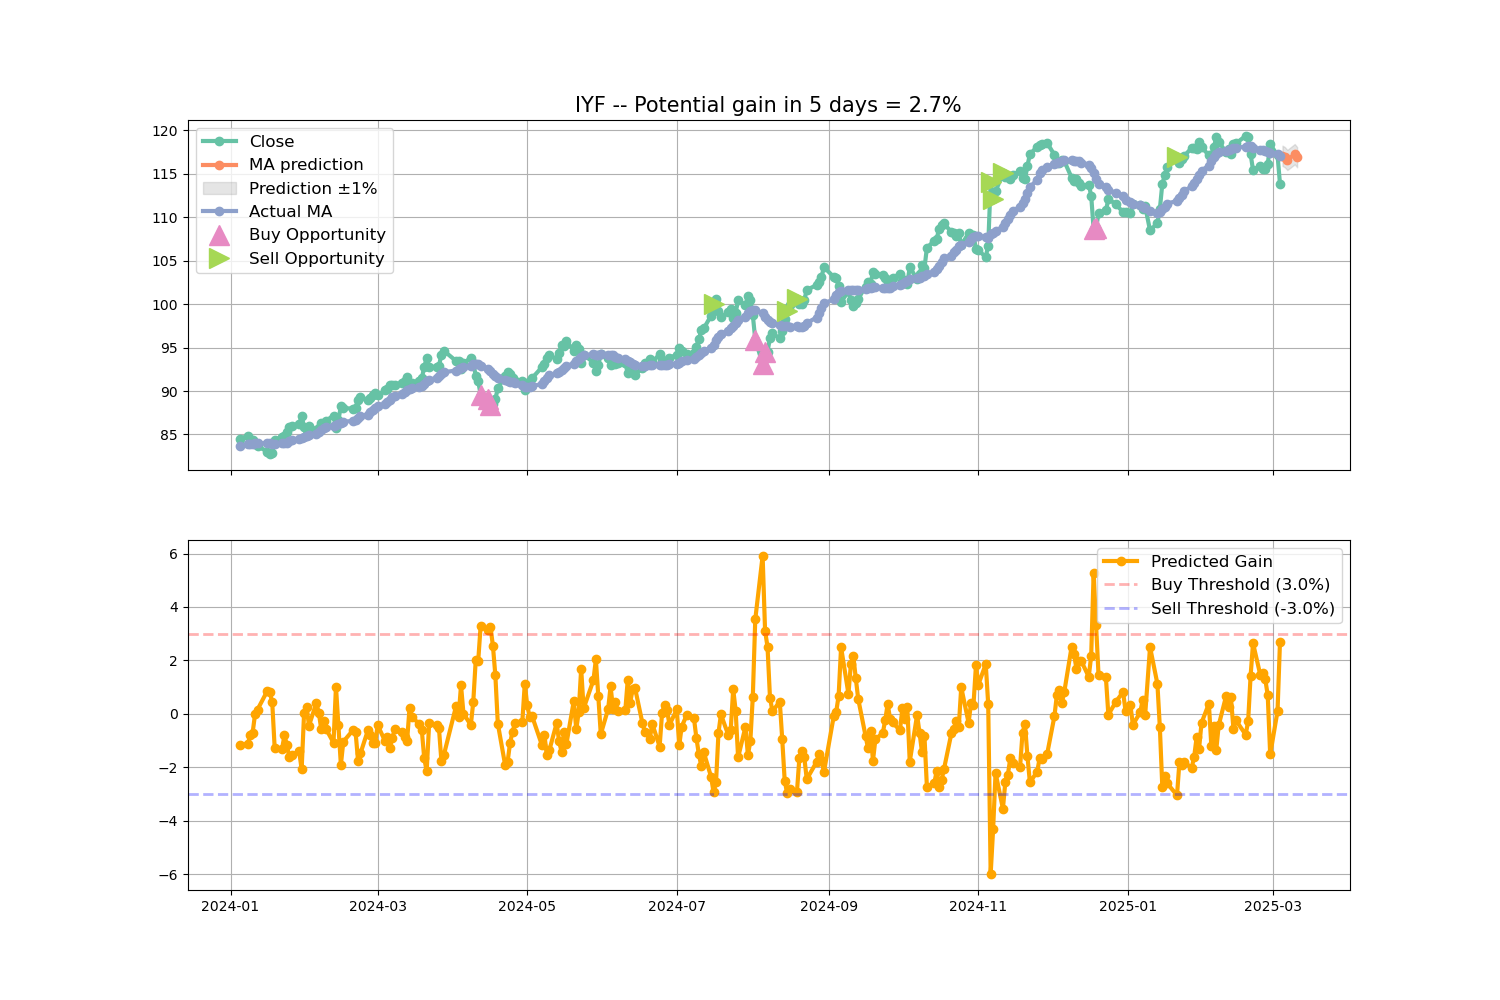 IYF -- Potential gain in 5 days = 2.7%
120
115
110
105
100
95
90
85
Close
MA prediction
Prediction ±1%
Actual MA
Buy Opportunity
Sell Opportunity
6
4
2
0
−2
−4
−6
Predicted Gain
Buy Threshold (3.0%)
Sell Threshold (-3.0%)
2024-01
2024-03
2024-05
2024-07
2024-09
2024-11
2025-01
2025-03